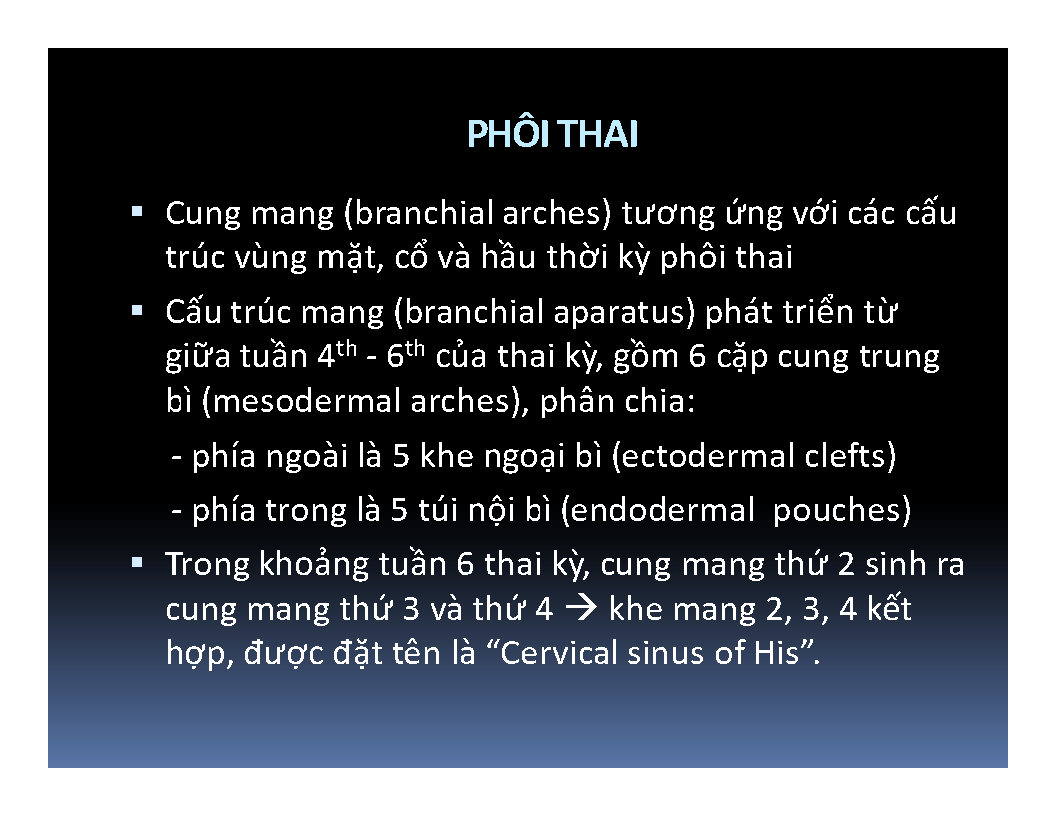 PHÔI THAI
▪ Cung mang (branchial arches) tương ứng với các cấu
trúc vùng mặt, cổ và hầu thời kỳ phôi thai
▪ Cấu trúc mang (branchial aparatus) phát triển từ
giữa tuần 4th - 6th của thai kỳ, gồm 6 cặp cung trung
bì (mesodermal arches), phân chia:
- phía ngoài là 5 khe ngoại bì (ectodermal clefts)
- phía trong là 5 túi nội bì (endodermal pouches)
▪ Trong khoảng tuần 6 thai kỳ, cung mang thứ 2 sinh ra
cung mang thứ 3 và thứ 4 → khe mang 2, 3, 4 kết
hợp, được đặt tên là “Cervical sinus of His”.